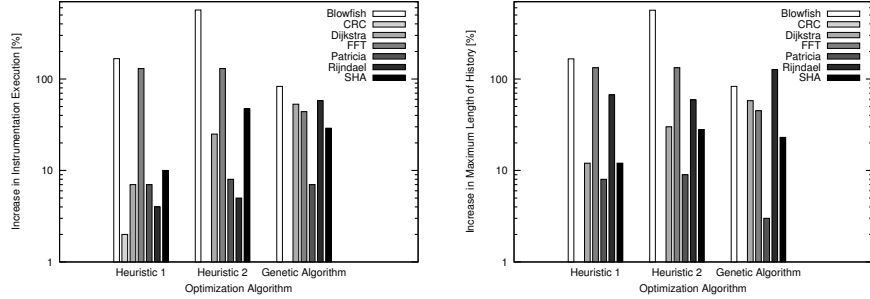 Increase in Instrumentation Execution [%]
100
10
1
Blowfish
CRC
Dijkstra
FFT
Patricia
Rijndael
SHA
Heuristic 1 Heuristic 2 Genetic Algorithm
Optimization Algorithm
Increase in Maximum Length of History [%]
100
10
1
Blowfish
CRC
Dijkstra
FFT
Patricia
Rijndael
SHA
Heuristic 1 Heuristic 2 Genetic Algorithm
Optimization Algorithm